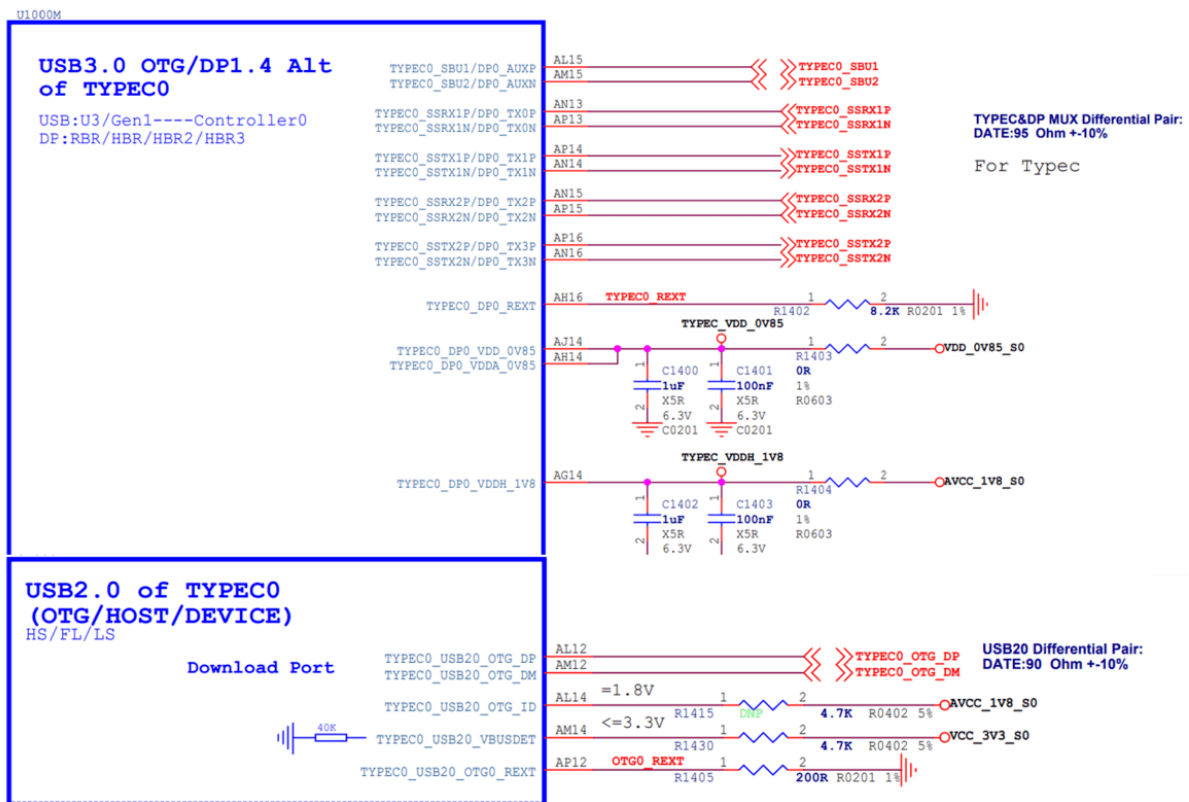 U1000M
USB3.0 OTG/DP1.4 Alt
of TYPEC0
USB:U3/Gen1----Controller0
DP:RBR/HBR/HBR2/HBR3
TYPEC0_SBU1/DP0_AUXP AL15 TYPEC0_SBU1
TYPEC0_SBU2/DP0_AUXN AM15 TYPEC0_SBU2
TYPEC0_SSRX1P/DP0_TX0P AN13 TYPEC0_SSRX1P
TYPEC0_SSRX1N/DP0_TX0N AP13 TYPEC0_SSRX1N
TYPEC&DP MUX Differential Pair:
DATE:95 Ohm +-10%
For Typec
TYPEC0_SSTX1P/DP0_TX1P AP14 TYPEC0_SSTX1P
TYPEC0_SSTX1N/DP0_TX1N AN14 TYPEC0_SSTX1N
TYPEC0_SSRX2P/DP0_TX2P AN15 TYPEC0_SSRX2P
TYPEC0_SSRX2N/DP0_TX2N AP15 TYPEC0_SSRX2N
TYPEC0_SSTX2P/DP0_TX3P AP16 TYPEC0_SSTX2P
TYPEC0_SSTX2N/DP0_TX3N AN16 TYPEC0_SSTX2N
TYPEC0_DP0_REXT AH16 TYPEC0_REXT 1 2
R1402 8.2K R0201 1%
TYPEC_VDD_0V85
TYPEC0_DP0_VDD_0V85 AJ14 1 2 VDD_0V85_S0
TYPEC0_DP0_VDDA_0V85 AH14
R1403
0R
1%
R0603
1 C1400
1uF
X5R
2 6.3V
C0201
1 C1401
100nF
X5R
2 6.3V
C0201
TYPEC_VDDH_1V8
TYPEC0_DP0_VDDH_1V8 AG14 1 2 AVCC_1V8_S0
R1404
0R
1%
R0603
1 C1402
1uF
X5R
2 6.3V
1 C1403
100nF
X5R
2 6.3V
USB2.0 of TYPEC0
(OTG/HOST/DEVICE)
HS/FL/LS
Download Port
USB20 Differential Pair:
DATE:90 Ohm +-10%
TYPEC0_USB20_OTG_DP AL12 TYPEC0_OTG_DP
TYPEC0_USB20_OTG_DM AM12 TYPEC0_OTG_DM
TYPEC0_USB20_OTG_ID AL14 =1.8V 1 2 AVCC_1V8_S0
R1415 DNP 4.7K R0402 5%
40K
TYPEC0_USB20_VBUSDET AM14 <=3.3V 1 2 VCC_3V3_S0
R1430 4.7K R0402 5%
TYPEC0_USB20_OTG0_REXT AP12 OTG0_REXT 1 2
R1405 200R R0201 1%